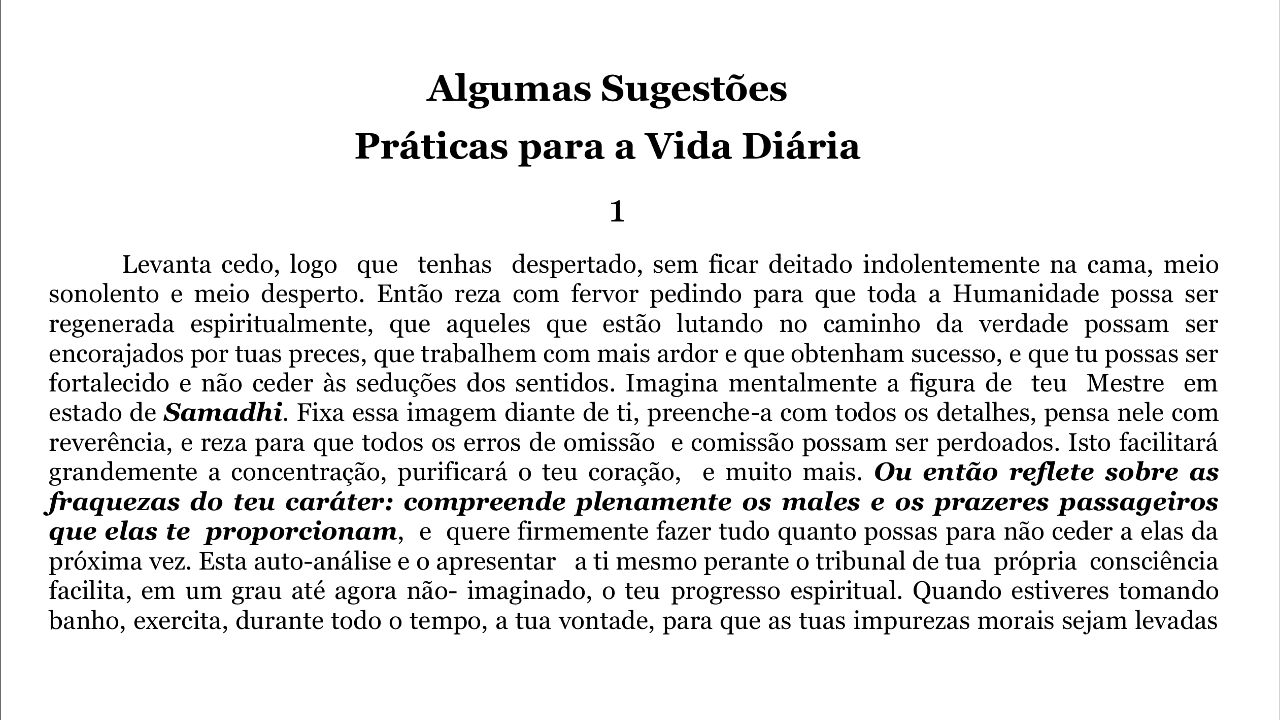 Algumas Sugestões
Práticas para a Vida Diária
1
Levanta cedo, logo que tenhas despertado, sem ficar deitado indolentemente na cama, meio
sonolento e meio desperto. Então reza com fervor pedindo para que toda a Humanidade possa ser
regenerada espiritualmente, que aqueles que estão lutando no caminho da verdade possam ser
encorajados por tuas preces, que trabalhem com mais ardor e que obtenham sucesso, e que tu possas ser
fortalecido e não ceder às seduções dos sentidos. Imagina mentalmente a figura de teu Mestre em
estado de Samadhi. Fixa essa imagem diante de ti, preenche-a com todos os detalhes, pensa nele com
reverência, e reza para que todos os erros de omissão e comissão possam ser perdoados. Isto facilitará
grandemente a concentração, purificará o teu coração, e muito mais. Ou então reflete sobre as
fraquezas do teu caráter: compreende plenamente os males e os prazeres passageiros
que elas te proporcionam, e quere firmemente fazer tudo quanto possas para não ceder a elas da
próxima vez. Esta auto-análise e o apresentar a ti mesmo perante o tribunal de tua própria consciência
facilita, em um grau até agora não- imaginado, o teu progresso espiritual. Quando estiveres tomando
banho, exercita, durante todo o tempo, a tua vontade, para que as tuas impurezas morais sejam levadas